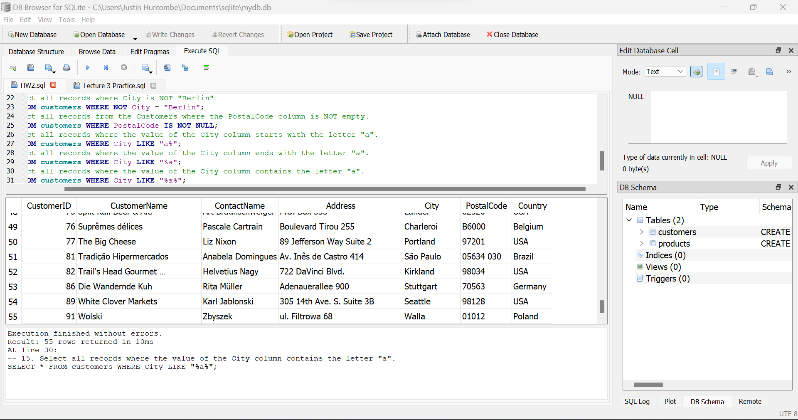 DB Browser for SQLite - C:\Users\Justin Hurcombe\Documents\sqlite\mydb.db
File Edit View Tools Help
New Database Open Database Write Changes Revert Changes Open Project Save Project Attach Database Close Database
Database Structure Browse Data Edit Pragmas Execute SQL
HW2.sql Lecture 3 Practice.sql
22 ct all records where City is NOT "Berlin"
23 OM customers WHERE NOT City = "Berlin";
24 ct all records from the Customers where the PostalCode column is NOT empty.
25 OM customers WHERE PostalCode IS NOT NULL;
26 ct all records where the value of the City column starts with the letter "a".
27 OM customers WHERE City LIKE "a%";
28 ct all records where the value of the City column ends with the letter "a".
29 OM customers WHERE City LIKE "%a";
30 ct all records where the value of the City column contains the letter "a".
31 OM customers WHERE City LIKE "%a%";
CustomerID CustomerName ContactName Address City PostalCode Country
49 76 Suprêmes délices Pascale Cartrain Boulevard Tirou 255 Charleroi B6000 Belgium
50 77 The Big Cheese Liz Nixon 89 Jefferson Way Suite 2 Portland 97201 USA
51 81 Tradição Hipermercados Anabela Domingues Av. Inês de Castro 414 São Paulo 05634 030 Brazil
52 82 Trail's Head Gourmet ... Helvetius Nagy 722 DaVinci Blvd. Kirkland 98034 USA
53 86 Die Wandernde Kuh Rita Müller Adenauerallee 900 Stuttgart 70563 Germany
54 89 White Clover Markets Karl Jablonski 305 14th Ave. S. Suite 3B Seattle 98128 USA
55 91 Wolski Zbyszek ul. Filtrowa 68 Walla 01012 Poland
Execution finished without errors.
Result: 55 rows returned in 10ms
At line 30:
-- 15. Select all records where the value of the City column contains the letter "a".
SELECT * FROM customers WHERE City LIKE "%a%";
Edit Database Cell
Mode: Text
NULL
Type of data currently in cell: NULL
0 byte(s)
Apply
DB Schema
Name Type Schema
Tables (2)
customers CREATE
products CREATE
Indices (0)
Views (0)
Triggers (0)
SQL Log Plot DB Schema Remote
UTF 8